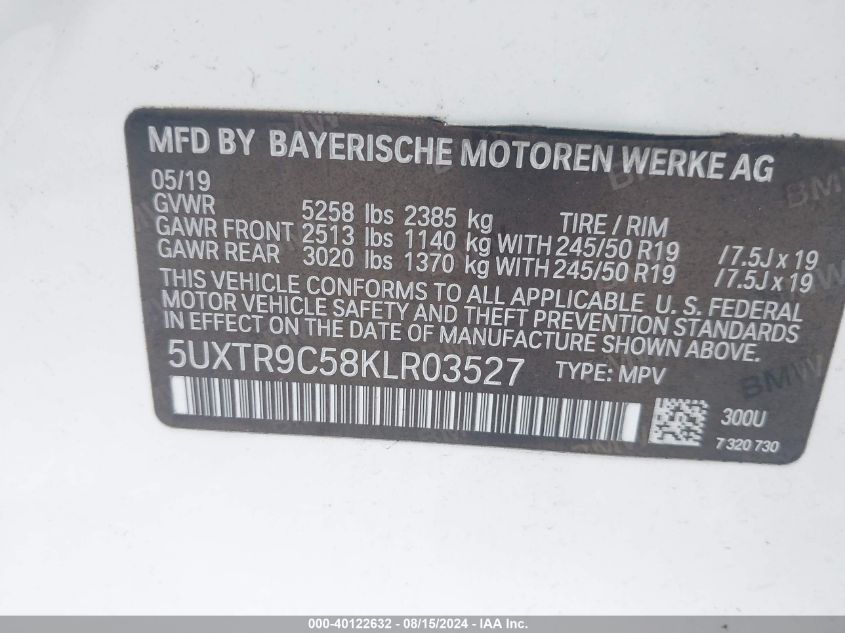 MFD BY BAYERISCHE MOTOREN WERKE AG
05/19
GVWR 5258 lbs 2385 kg TIRE / RIM
GAWR FRONT 2513 lbs 1140 kg WITH 245/50 R19 /7.5J x 19
GAWR REAR 3020 lbs 1370 kg WITH 245/50 R19 /7.5J x 19
THIS VEHICLE CONFORMS TO ALL APPLICABLE U. S. FEDERAL
MOTOR VEHICLE SAFETY AND THEFT PREVENTION STANDARDS
IN EFFECT ON THE DATE OF MANUFACTURE SHOWN ABOVE.
5UXTR9C58KLR03527 TYPE: MPV
300U
7 320 730
BMW
BMW
000-40122632 - 08/15/2024 - IAA, Inc.